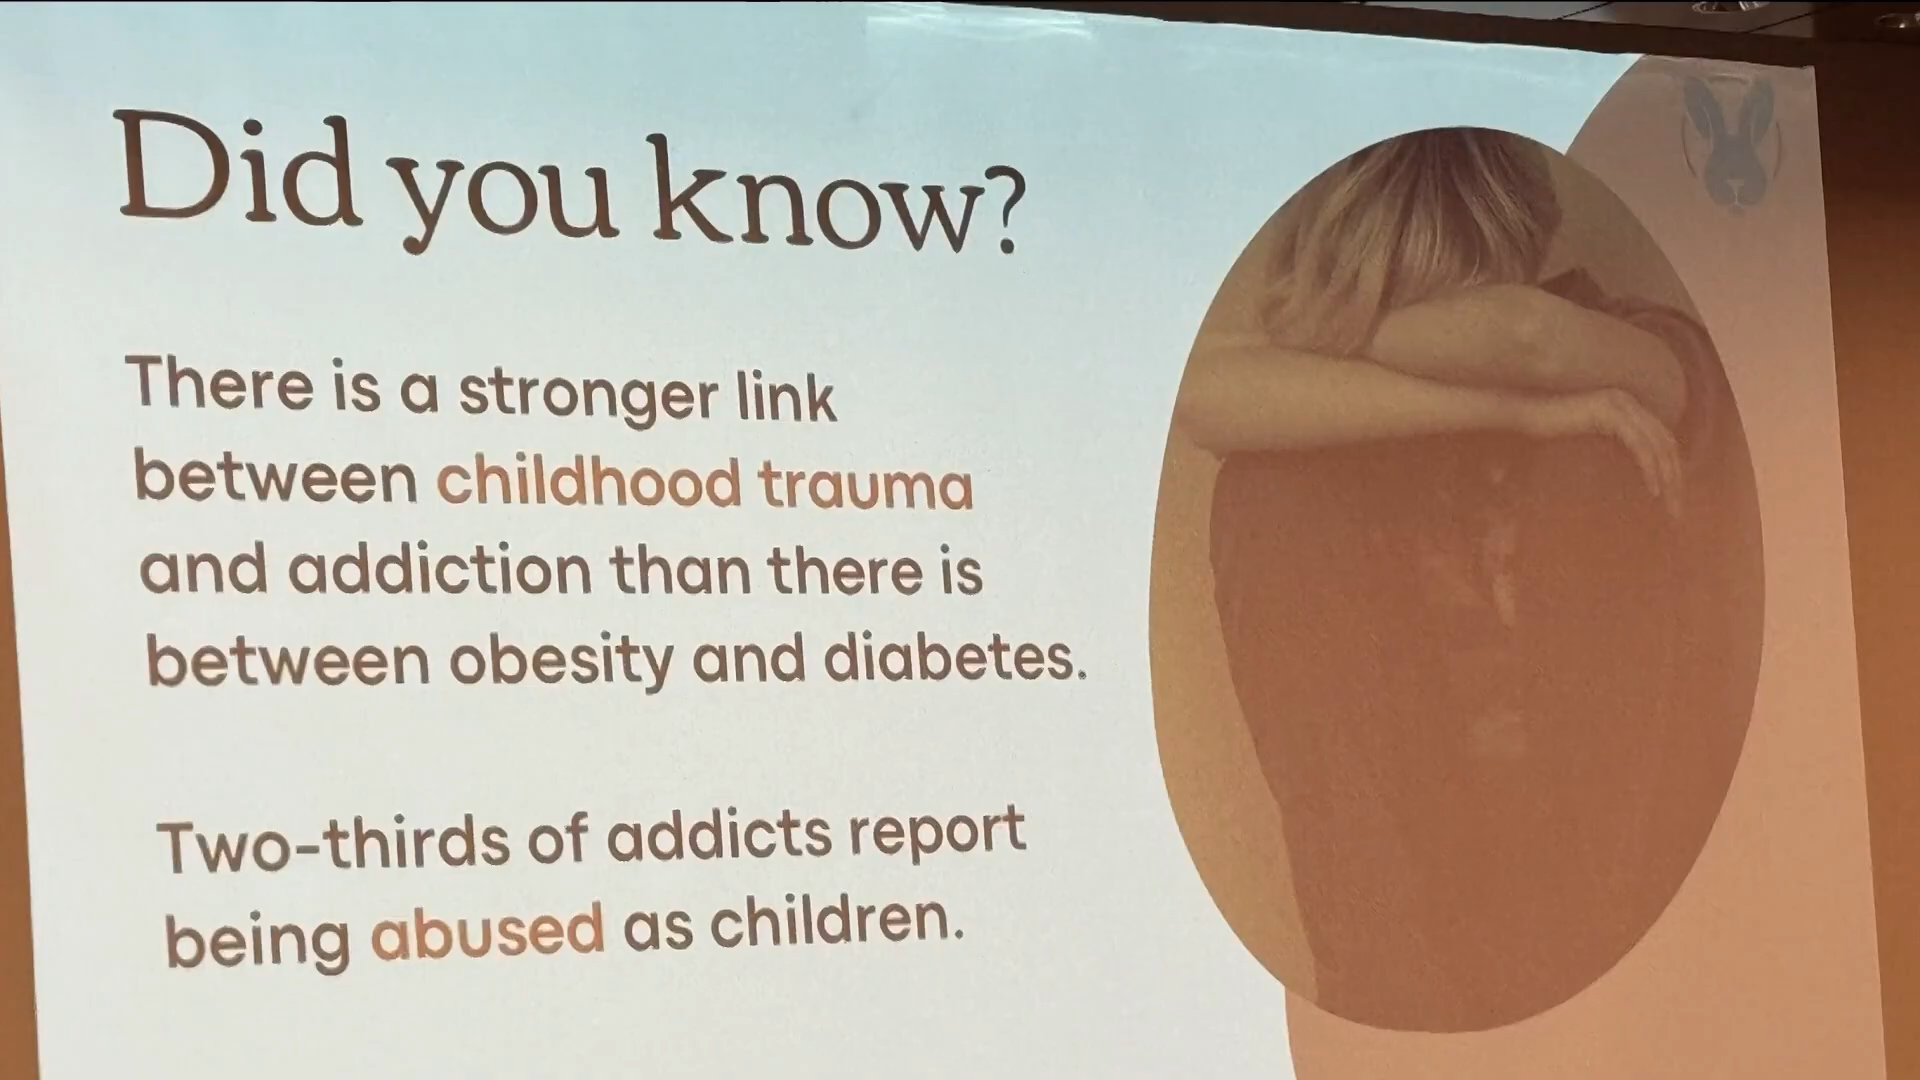 Did you know?
There is a stronger link
between childhood trauma
and addiction than there is
between obesity and diabetes.
Two-thirds of addicts report
being abused as children.